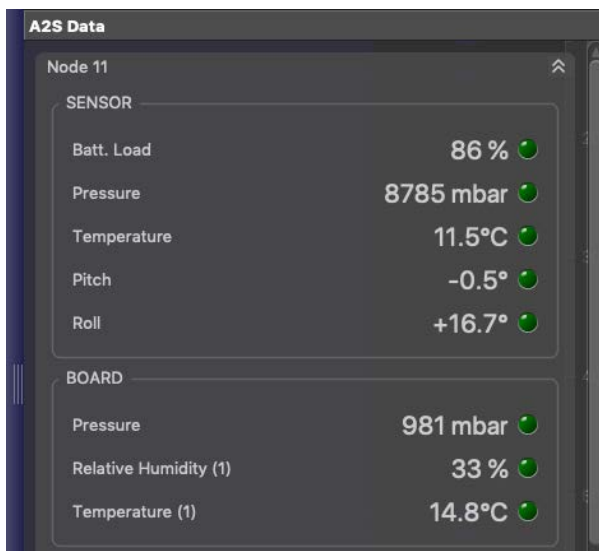 A2S Data
Node 11
SENSOR
Batt. Load 86 %
Pressure 8785 mbar
Temperature 11.5°C
Pitch -0.5°
Roll +16.7°
BOARD
Pressure 981 mbar
Relative Humidity (1) 33 %
Temperature (1) 14.8°C